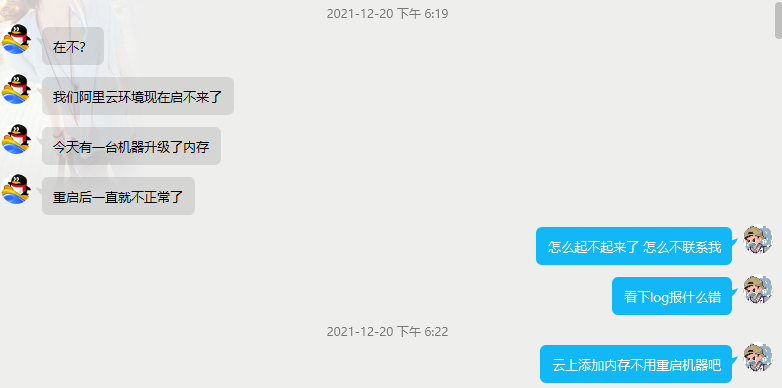 2021-12-20 下午 6:19
在不?
我们阿里云环境现在启不来了
今天有一台机器升级了内存
重启后一直就不正常了
怎么起不起来了 怎么不联系我
看下log报什么错
2021-12-20 下午 6:22
云上添加内存不用重启机器吧